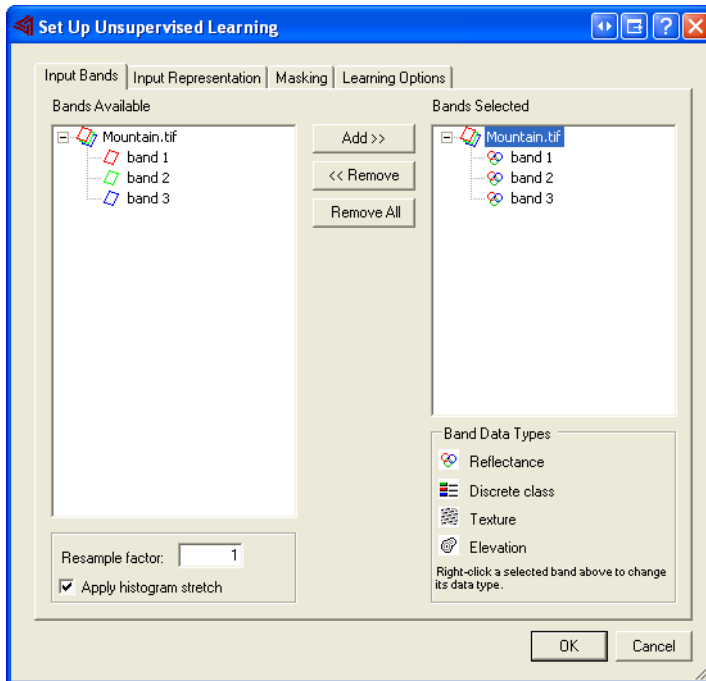 Set Up Unsupervised Learning
Input Bands
Input Representation
Masking
Learning Options
Bands Available
Mountain.tif
band 1
band 2
band 3
Add >>
<< Remove
Remove All
Bands Selected
Mountain.tif
band 1
band 2
band 3
Band Data Types
Reflectance
Discrete class
Texture
Elevation
Right-click a selected band above to change
its data type.
Resample factor: 1
Apply histogram stretch
OK
Cancel